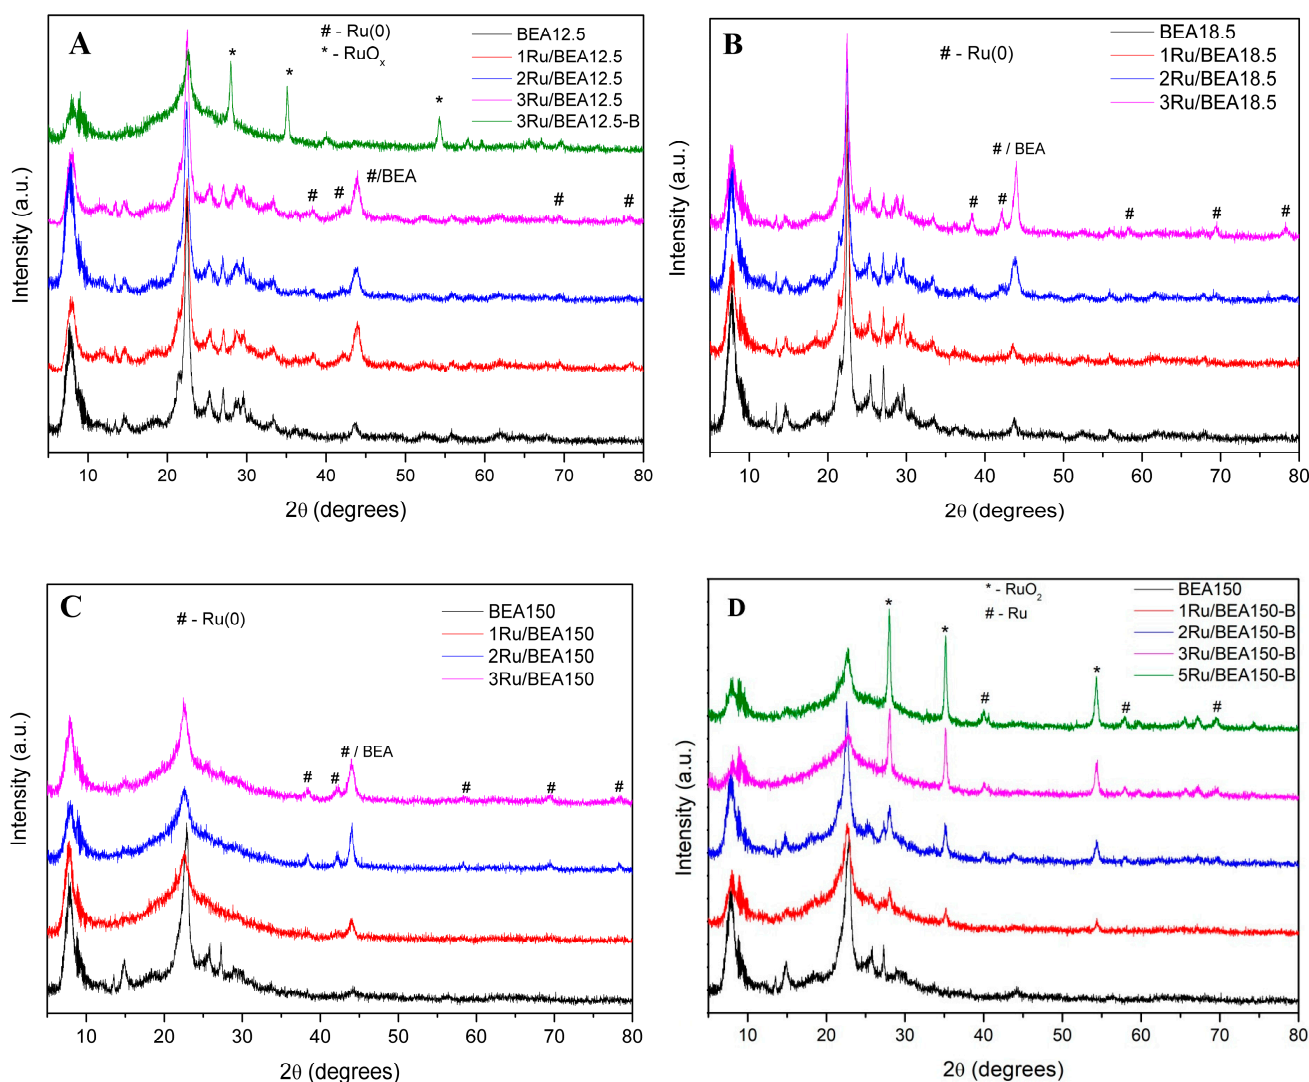 A
# - Ru(0)
* - RuOx
BEA12.5
1Ru/BEA12.5
2Ru/BEA12.5
3Ru/BEA12.5
3Ru/BEA12.5-B
* * *
#/BEA
# # # #
Intensity (a.u.)
10 20 30 40 50 60 70 80
2θ (degrees)
B
# - Ru(0)
BEA18.5
1Ru/BEA18.5
2Ru/BEA18.5
3Ru/BEA18.5
# / BEA
# # # # #
Intensity (a.u.)
10 20 30 40 50 60 70 80
2θ (degrees)
C
# - Ru(0)
BEA150
1Ru/BEA150
2Ru/BEA150
3Ru/BEA150
# / BEA
# # # # #
Intensity (a.u.)
10 20 30 40 50 60 70 80
2θ (degrees)
D
* - RuO2
# - Ru
BEA150
1Ru/BEA150-B
2Ru/BEA150-B
3Ru/BEA150-B
5Ru/BEA150-B
* * *
# # #
Intensity (a.u.)
10 20 30 40 50 60 70 80
2θ (degrees)